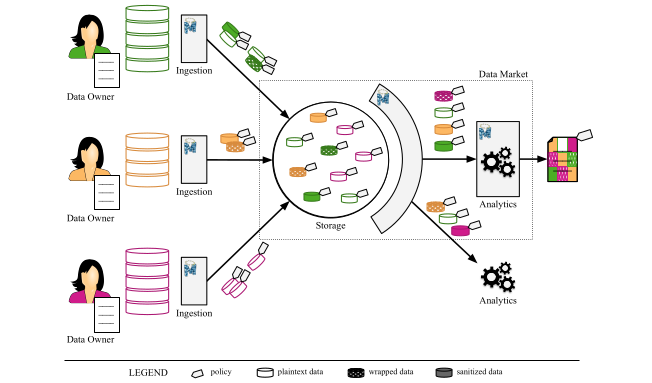 Ingestion
Data Owner
Data Market
Ingestion
Data Owner
Storage
Analytics
Ingestion
Data Owner
Analytics
LEGEND policy plaintext data wrapped data sanitized data